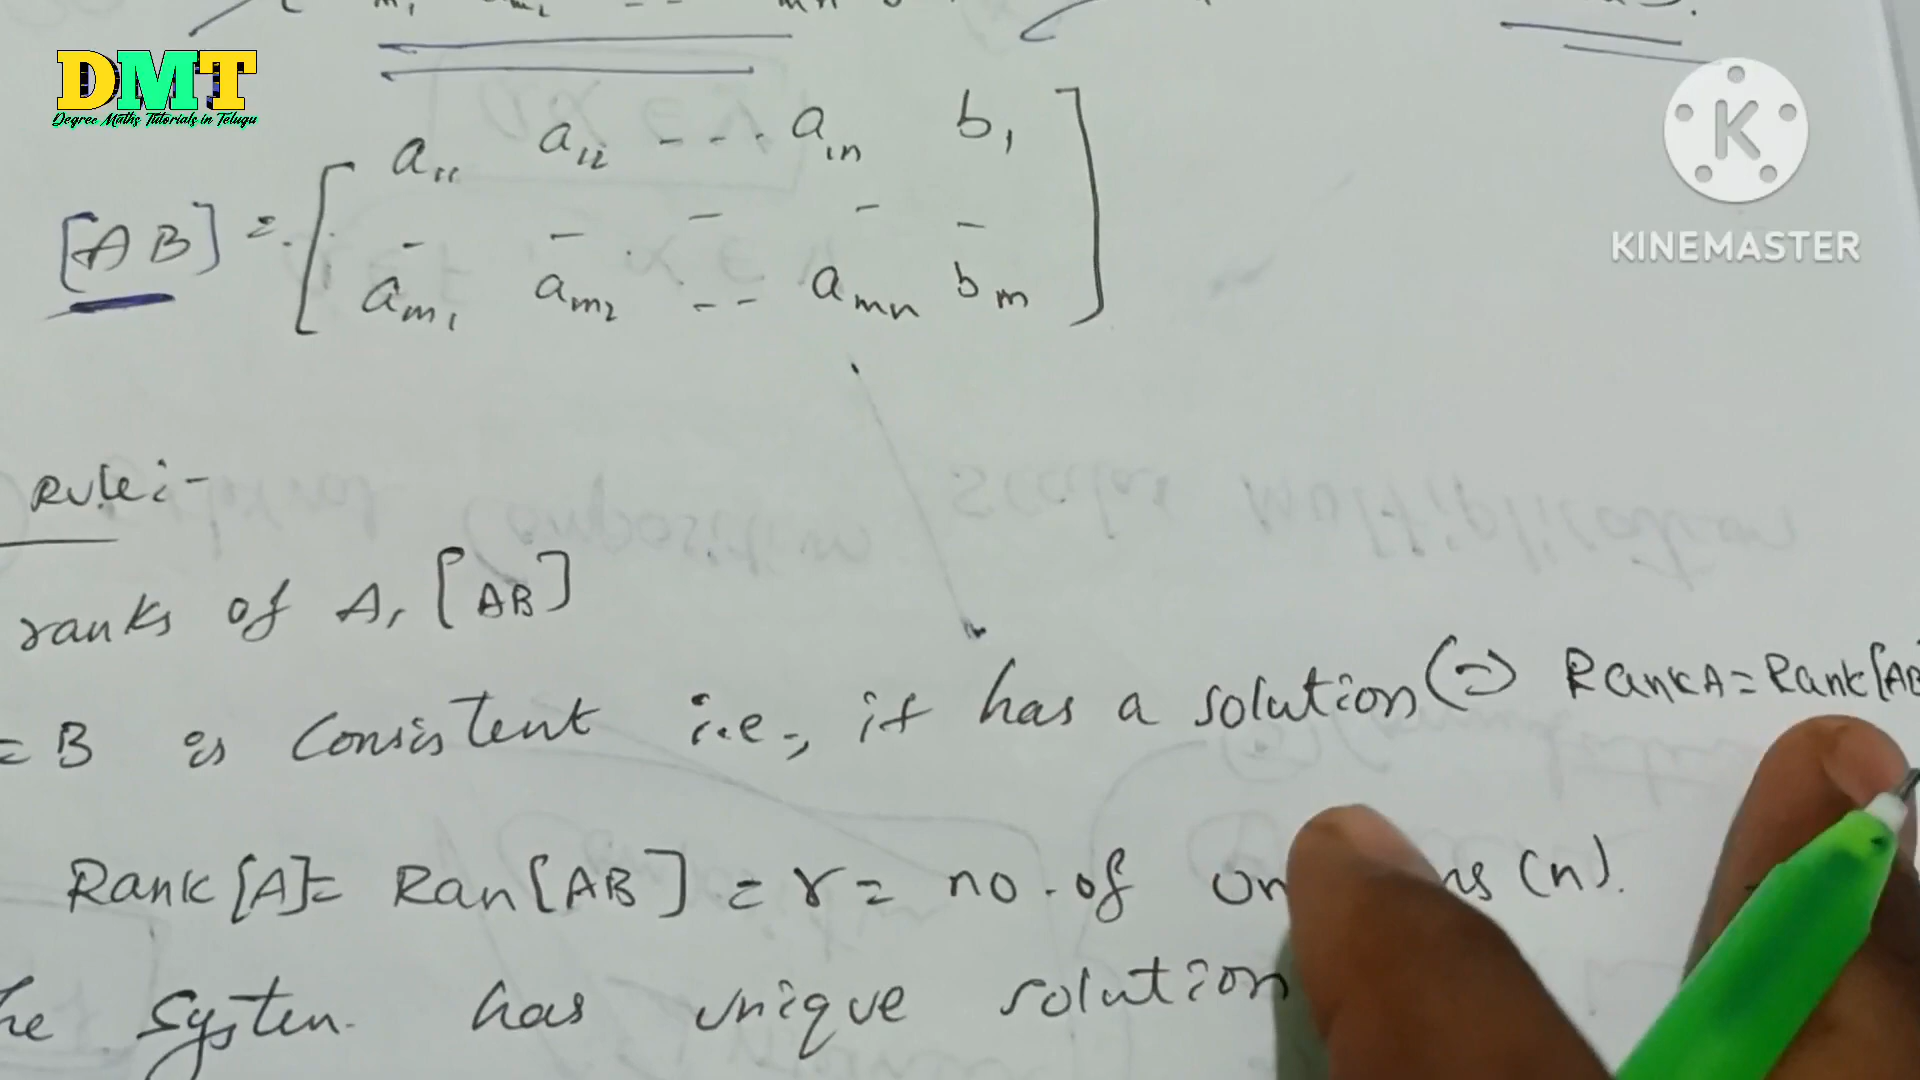 DMT
Degree Maths Tutorials in Telugu
KINEMASTER
[A B] = [ a11 a12 --- a1n b1 ]
- - - - -
am1 am2 -- amn bm
Rule:-
ranks of A, [AB]
= B is Consistent i.e., it has a solution (=) Rank A = Rank [AB
Rank [A] = Ran [AB] = r = no. of (n).
he System has unique solution